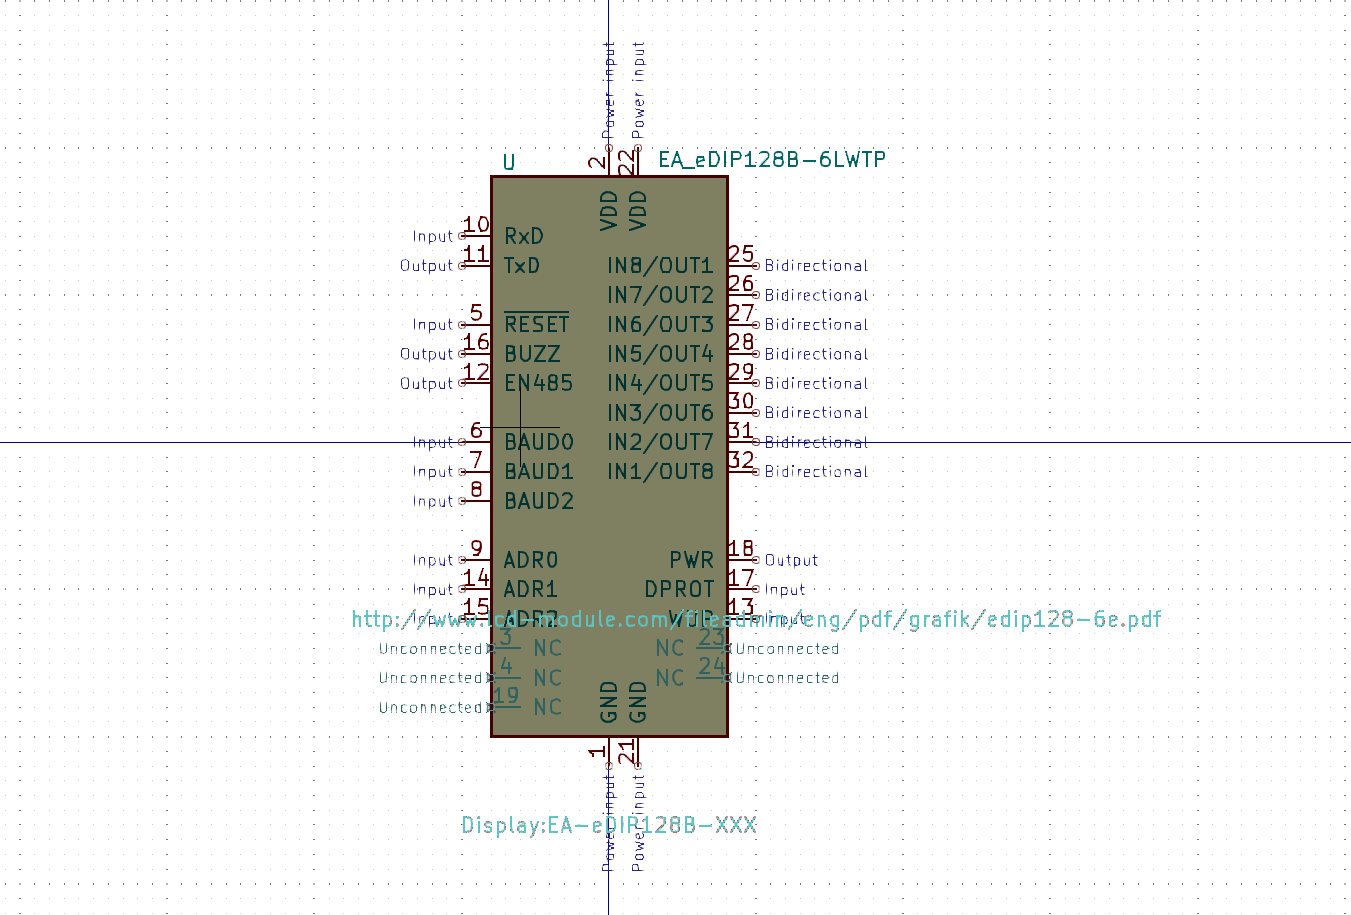 Power input Power input
2 22
U EA_eDIP128B-6LWTP
VDD VDD
Input 10 RxD
Output 11 TxD IN8/OUT1 25 Bidirectional
IN7/OUT2 26 Bidirectional
Input 5 RESET IN6/OUT3 27 Bidirectional
Output 16 BUZZ IN5/OUT4 28 Bidirectional
Output 12 EN485 IN4/OUT5 29 Bidirectional
IN3/OUT6 30 Bidirectional
Input 6 BAUD0 IN2/OUT7 31 Bidirectional
Input 7 BAUD1 IN1/OUT8 32 Bidirectional
Input 8 BAUD2
Input 9 ADR0 PWR 18 Output
Input 14 ADR1 DPROT 17 Input
Input 15 ADR2 13 Input
http://www.lcd-module.com/fileadmin/eng/pdf/grafik/edip128-6e.pdf
Unconnected 3 NC NC 23 Unconnected
Unconnected 4 NC NC 24 Unconnected
Unconnected 19 NC
GND GND
1 21
Power input Power input
Display:EA-eDIP128B-XXX